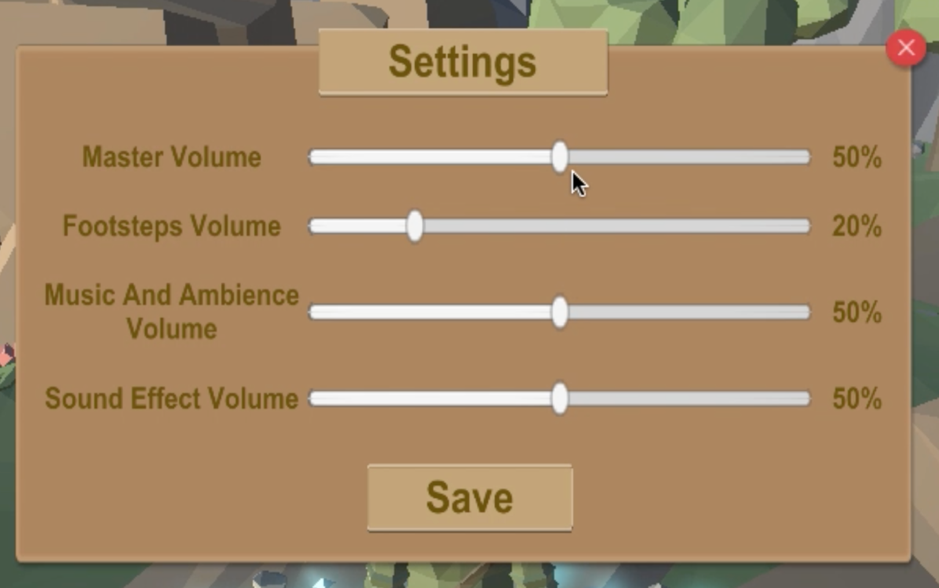 Settings
Master Volume 50%
Footsteps Volume 20%
Music And Ambience
Volume 50%
Sound Effect Volume 50%
Save